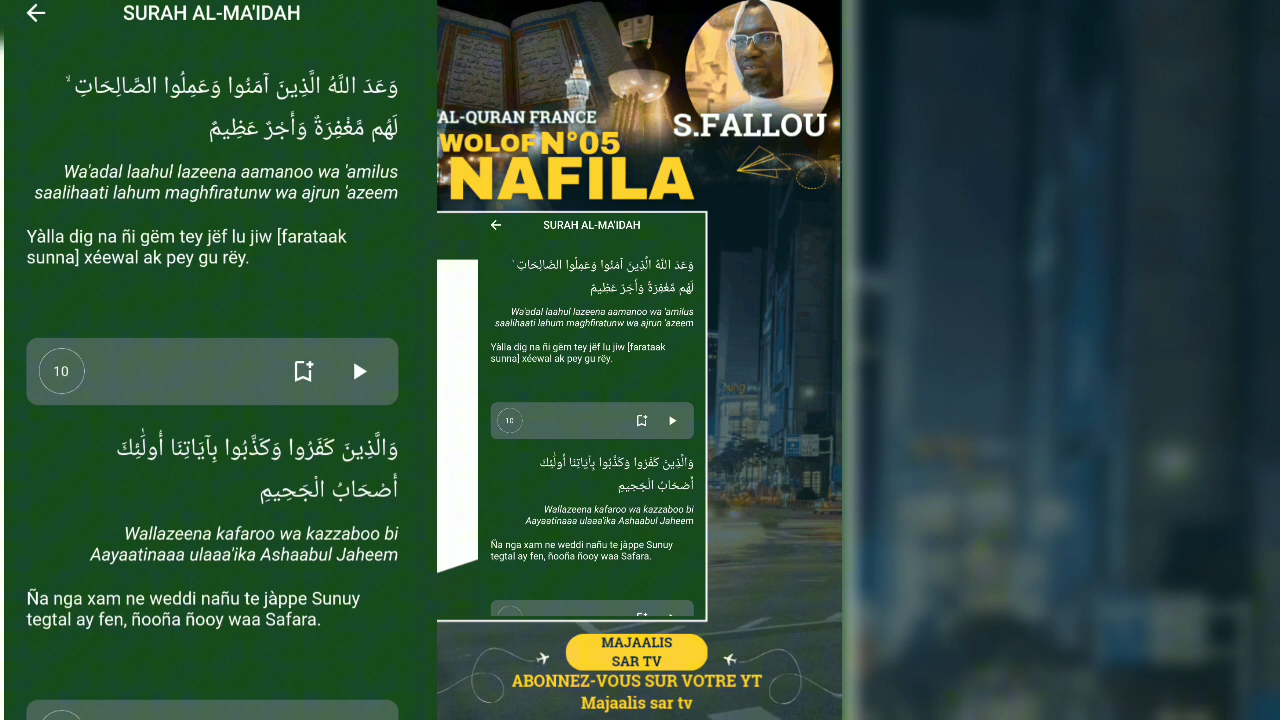 SURAH AL-MA'IDAH
وَعَدَ اللَّهُ الَّذِينَ آمَنُوا وَعَمِلُوا الصَّالِحَاتِ ۙ
لَهُم مَّغْفِرَةٌ وَأَجْرٌ عَظِيمٌ
Wa'adal laahul lazeena aamanoo wa 'amilus
saalihaati lahum maghfiratunw wa ajrun 'azeem
Yàlla dig na ñi gëm tey jëf lu jiw [farataak
sunna] xéewal ak pey gu rëy.
10
وَالَّذِينَ كَفَرُوا وَكَذَّبُوا بِآيَاتِنَا أُولَٰئِكَ
أَصْحَابُ الْجَحِيمِ
Wallazeena kafaroo wa kazzaboo bi
Aayaatinaaa ulaaa'ika Ashaabul Jaheem
Ña nga xam ne weddi nañu te jàppe Sunuy
tegtal ay fen, ñooña ñooy waa Safara.
AL-QURAN FRANCE
WOLOF N°05
NAFILA
S.FALLOU
SURAH AL-MA'IDAH
وَعَدَ اللَّهُ الَّذِينَ آمَنُوا وَعَمِلُوا الصَّالِحَاتِ ۙ
لَهُم مَّغْفِرَةٌ وَأَجْرٌ عَظِيمٌ
Wa'adal laahul lazeena aamanoo wa 'amilus
saalihaati lahum maghfiratunw wa ajrun 'azeem
Yàlla dig na ñi gëm tey jëf lu jiw [farataak
sunna] xéewal ak pey gu rëy.
10
وَالَّذِينَ كَفَرُوا وَكَذَّبُوا بِآيَاتِنَا أُولَٰئِكَ
أَصْحَابُ الْجَحِيمِ
Wallazeena kafaroo wa kazzaboo bi
Aayaatinaaa ulaaa'ika Ashaabul Jaheem
Ña nga xam ne weddi nañu te jàppe Sunuy
tegtal ay fen, ñooña ñooy waa Safara.
MAJAALIS
SAR TV
ABONNEZ-VOUS SUR VOTRE YT
Majaalis sar tv